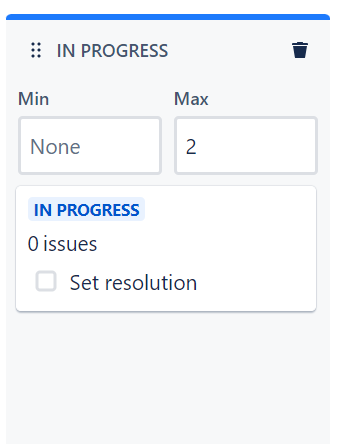 IN PROGRESS
Min Max
None 2
IN PROGRESS
0 issues
Set resolution